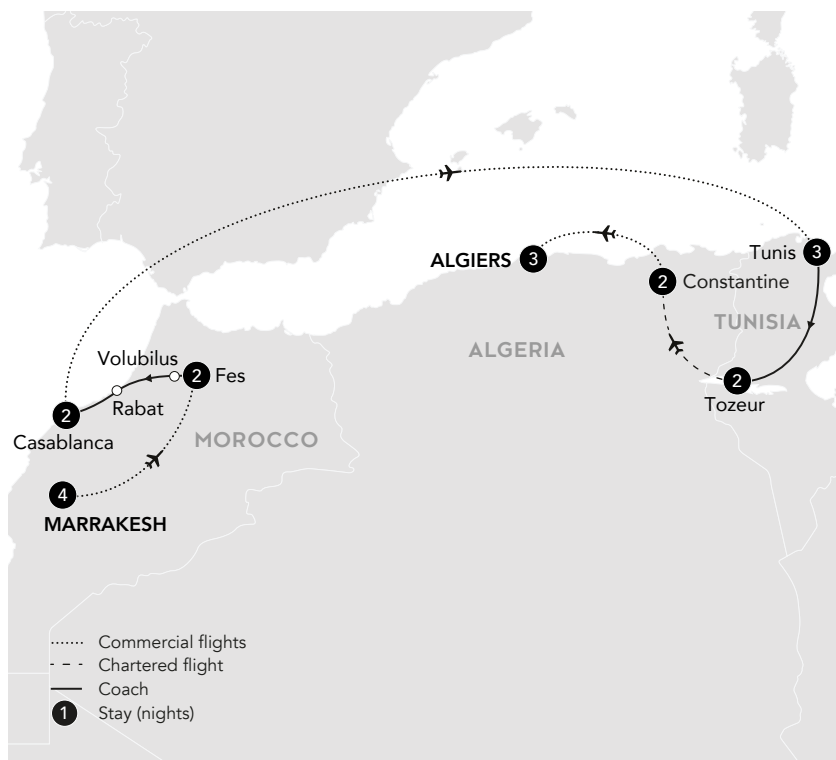 Tunis
3
ALGIERS
3
2
Constantine
TUNISIA
ALGERIA
Volubilus
2
Fes
2
Tozeur
Rabat
2
Casablanca
MOROCCO
4
MARRAKESH
Commercial flights
Chartered flight
Coach
1
Stay (nights)